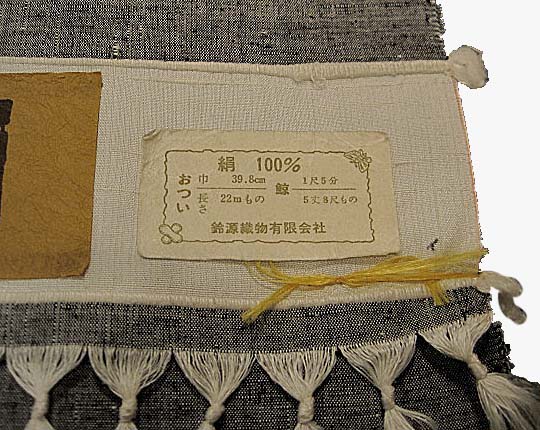 絹 100%
おつい
巾 39.8cm 鯨 1尺5分
長さ 22mもの 5丈8尺もの
鈴源織物有限会社